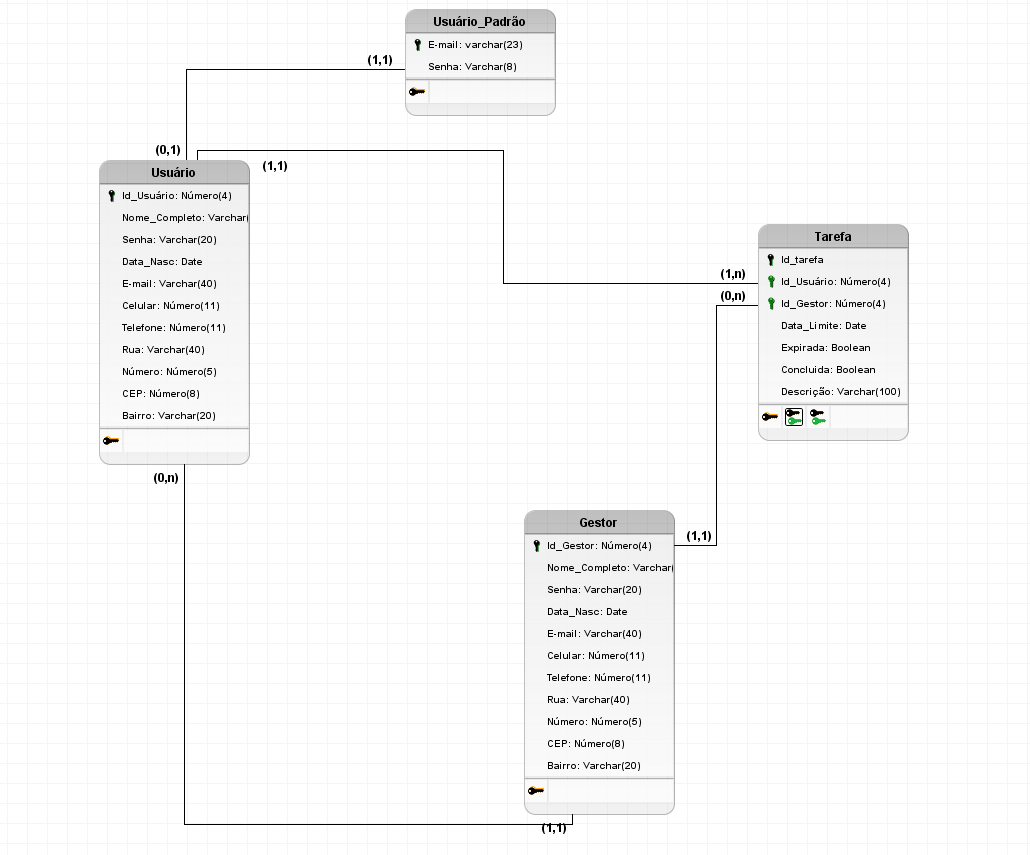 Usuário_Padrão
E-mail: varchar(23)
Senha: Varchar(8)
(1,1)
(0,1)
(1,1)
Usuário
Id_Usuário: Número(4)
Nome_Completo: Varchar(
Senha: Varchar(20)
Data_Nasc: Date
E-mail: Varchar(40)
Celular: Número(11)
Telefone: Número(11)
Rua: Varchar(40)
Número: Número(5)
CEP: Número(8)
Bairro: Varchar(20)
(0,n)
(1,n)
(0,n)
Tarefa
Id_tarefa
Id_Usuário: Número(4)
Id_Gestor: Número(4)
Data_Limite: Date
Expirada: Boolean
Concluida: Boolean
Descrição: Varchar(100)
Gestor
Id_Gestor: Número(4)
Nome_Completo: Varchar(
Senha: Varchar(20)
Data_Nasc: Date
E-mail: Varchar(40)
Celular: Número(11)
Telefone: Número(11)
Rua: Varchar(40)
Número: Número(5)
CEP: Número(8)
Bairro: Varchar(20)
(1,1)
(1,1)